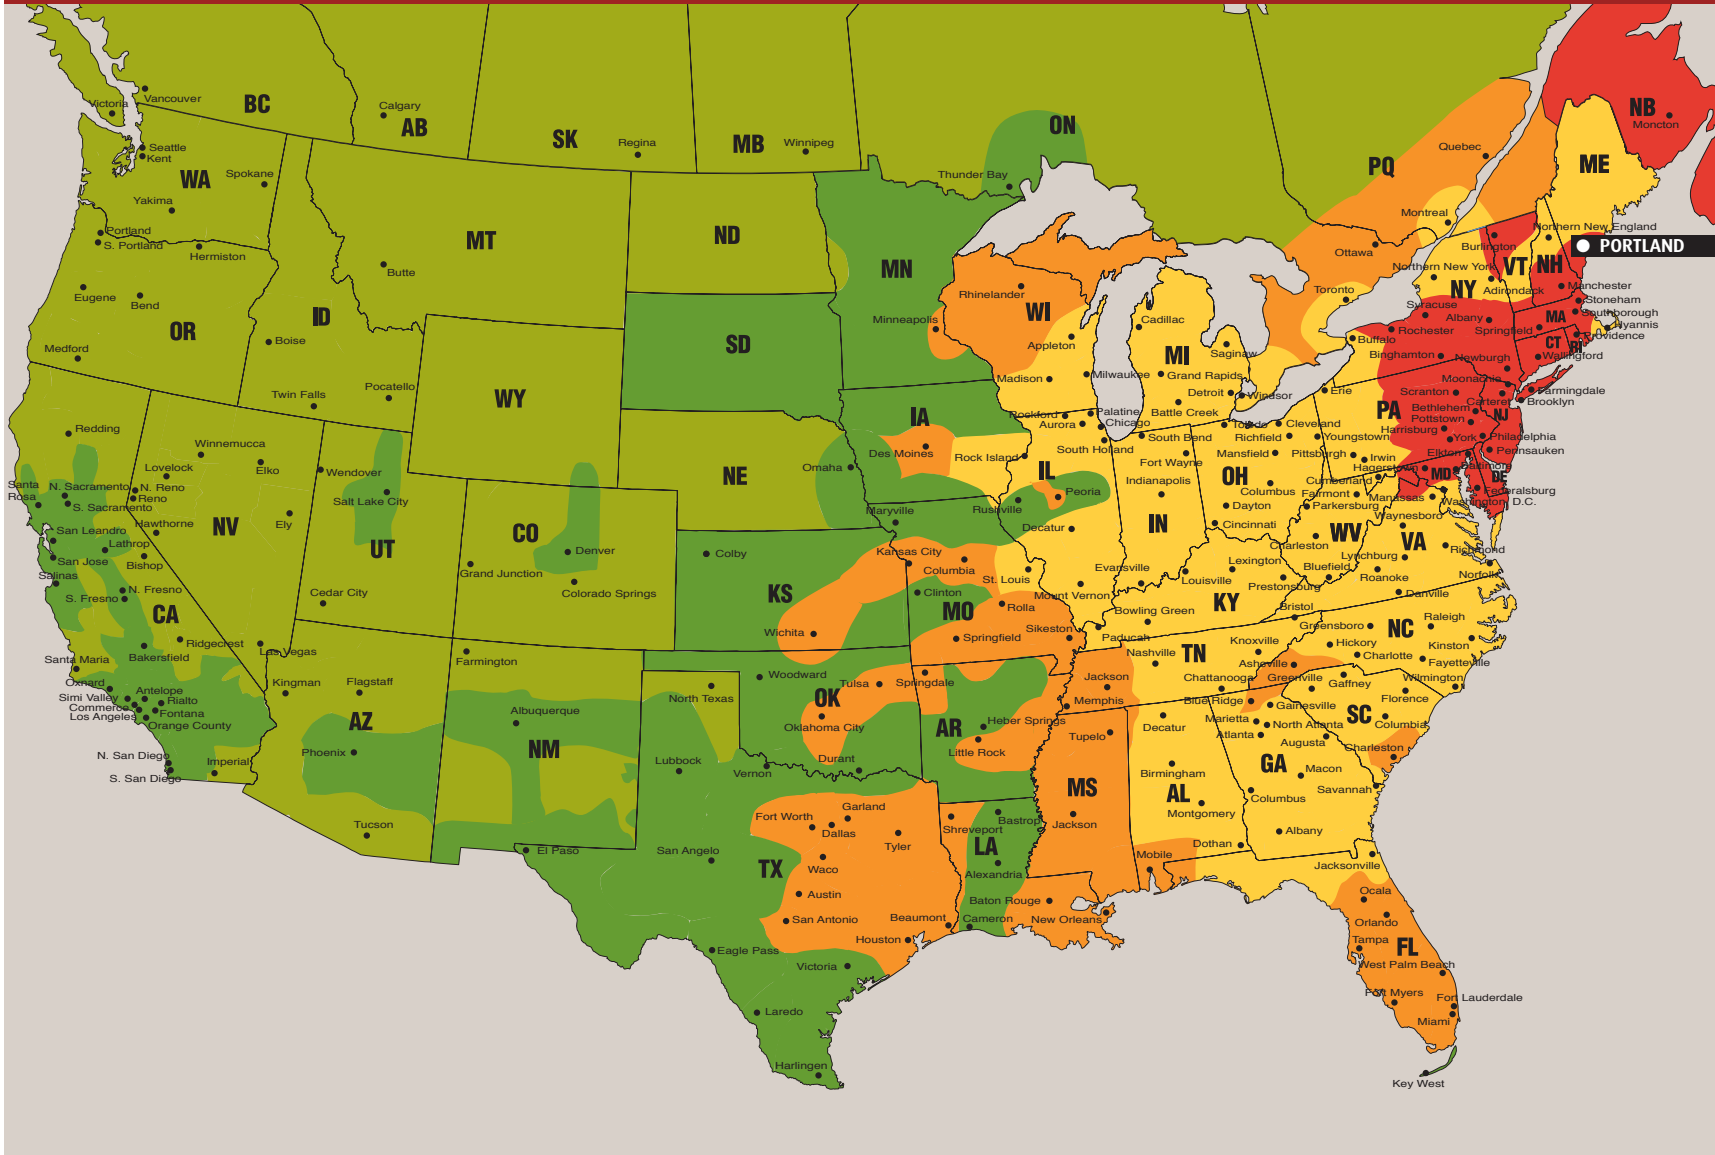 Victoria
Vancouver
BC
Calgary
AB
SK
Regina
MB
Winnipeg
ON
Thunder Bay
PQ
Quebec
NB
Moncton
ME
Montreal
Ottawa
Toronto
Seattle
Kent
WA
Spokane
Yakima
Portland
S. Portland
Hermiston
Eugene
Bend
OR
Medford
MT
Butte
ID
Boise
Twin Falls
Pocatello
WY
ND
SD
NE
Omaha
MN
Minneapolis
WI
Rhinelander
Appleton
Madison
Milwaukee
MI
Cadillac
Saginaw
Grand Rapids
Detroit
Battle Creek
Windsor
Northern New England
PORTLAND
Burlington
VT
NH
Northern New York
NY
Adirondack
Manchester
Stoneham
Southborough
Hyannis
Providence
MA
CT
RI
Wallingford
Syracuse
Albany
Springfield
Rochester
Buffalo
Binghamton
Newburgh
Moonachie
Farmingdale
Brooklyn
Carteret
NJ
Scranton
Bethlehem
Pottstown
Harrisburg
York
Philadelphia
Pennsauken
Elkton
PA
Erie
Pittsburgh
Irwin
Hagerstown
MD
Baltimore
DE
Federalsburg
Washington, D.C.
Manassas
Cumberland
Fairmont
Parkersburg
Waynesboro
WV
VA
Richmond
Norfolk
Charleston
Lynchburg
Bluefield
Roanoke
Danville
Toledo
Cleveland
Richfield
Youngstown
Mansfield
OH
Columbus
Dayton
Cincinnati
South Bend
Fort Wayne
Indianapolis
IN
Evansville
Rockford
Palatine
Aurora
Chicago
South Holland
Rock Island
IL
Peoria
Rushville
Decatur
Mount Vernon
IA
Des Moines
Maryville
Kansas City
Columbia
St. Louis
Clinton
MO
Rolla
Springfield
Sikeston
KS
Colby
Wichita
Lexington
Louisville
Prestonsburg
KY
Bowling Green
Paducah
Bristol
TN
Nashville
Knoxville
Chattanooga
Jackson
Memphis
Greensboro
Raleigh
NC
Hickory
Charlotte
Kinston
Fayetteville
Wilmington
Asheville
Greenville
Gaffney
Florence
SC
Columbia
Charleston
Blue Ridge
Gainesville
Marietta
North Atlanta
Atlanta
Augusta
GA
Macon
Savannah
Columbus
Albany
Decatur
Birmingham
AL
Montgomery
Dothan
Mobile
Tupelo
MS
Jackson
Jacksonville
Ocala
Orlando
Tampa
FL
West Palm Beach
Fort Myers
Fort Lauderdale
Miami
Key West
Redding
Winnemucca
Lovelock
Elko
Wendover
Salt Lake City
Santa
Rosa
N. Sacramento
S. Sacramento
N. Reno
Reno
Hawthorne
NV
Ely
UT
Cedar City
San Leandro
Lathrop
San Jose
Bishop
Salinas
N. Fresno
S. Fresno
CA
Ridgecrest
Bakersfield
Las Vegas
Santa Maria
Oxnard
Antelope
Simi Valley
Rialto
Commerce
Fontana
Los Angeles
Orange County
N. San Diego
S. San Diego
Imperial
CO
Denver
Grand Junction
Colorado Springs
Kingman
Flagstaff
AZ
Phoenix
Tucson
Farmington
Albuquerque
NM
Woodward
Tulsa
OK
Oklahoma City
Durant
Springdale
AR
Heber Springs
Little Rock
North Texas
Lubbock
Vernon
Fort Worth
Garland
Dallas
Tyler
El Paso
San Angelo
TX
Waco
Austin
San Antonio
Beaumont
Houston
Eagle Pass
Victoria
Laredo
Harlingen
Shreveport
Bastrop
LA
Alexandria
Baton Rouge
Cameron
New Orleans